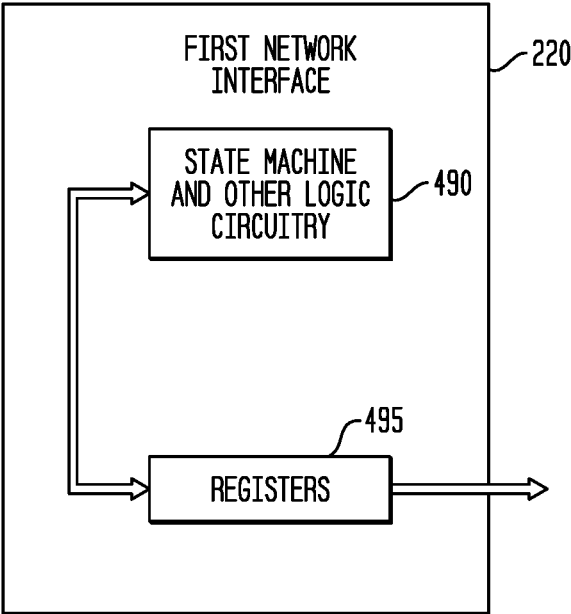 FIRST NETWORK
INTERFACE
220
STATE MACHINE
AND OTHER LOGIC
CIRCUITRY
490
495
REGISTERS